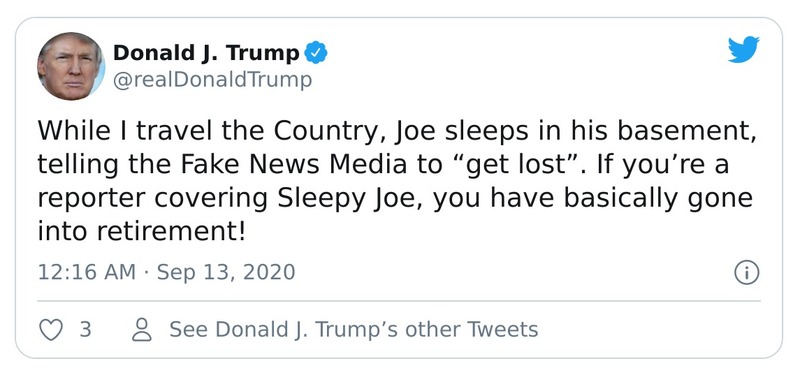 Donald J. Trump
@realDonaldTrump
While I travel the Country, Joe sleeps in his basement,
telling the Fake News Media to “get lost”. If you’re a
reporter covering Sleepy Joe, you have basically gone
into retirement!
12:16 AM · Sep 13, 2020
3
See Donald J. Trump’s other Tweets